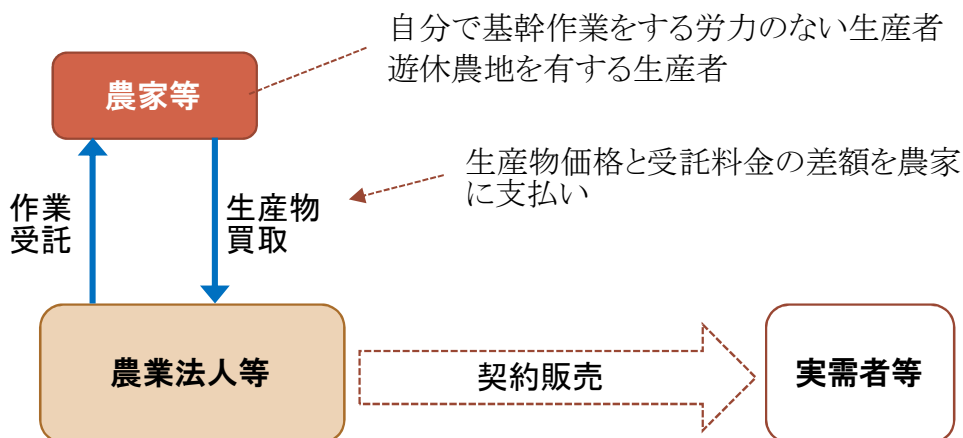 自分で基幹作業をする労力のない生産者
遊休農地を有する生産者
農家等
生産物価格と受託料金の差額を農家
に支払い
作業
受託
生産物
買取
農業法人等
契約販売
実需者等